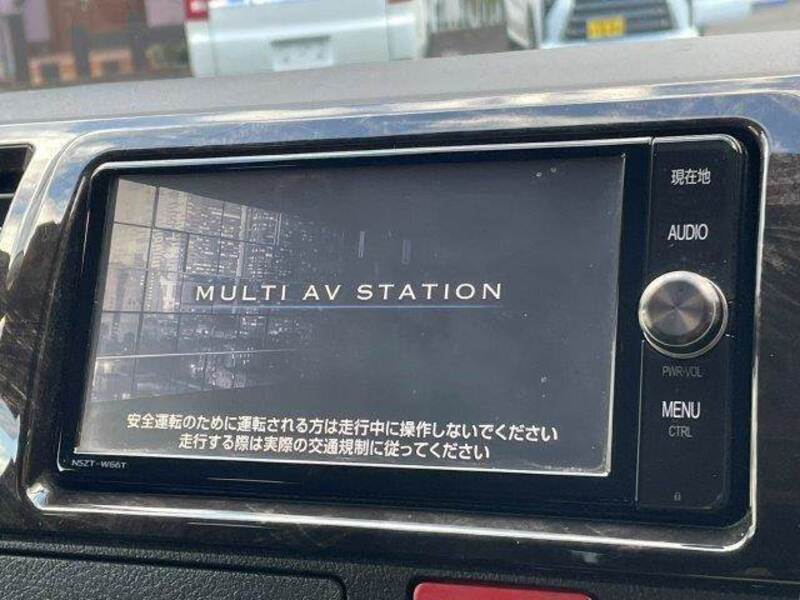 現在地
AUDIO
MULTI AV STATION
PWR·VOL
安全運転のために運転される方は走行中に操作しないでください
走行する際は実際の交通規制に従ってください
MENU
CTRL
NSZT-W66T